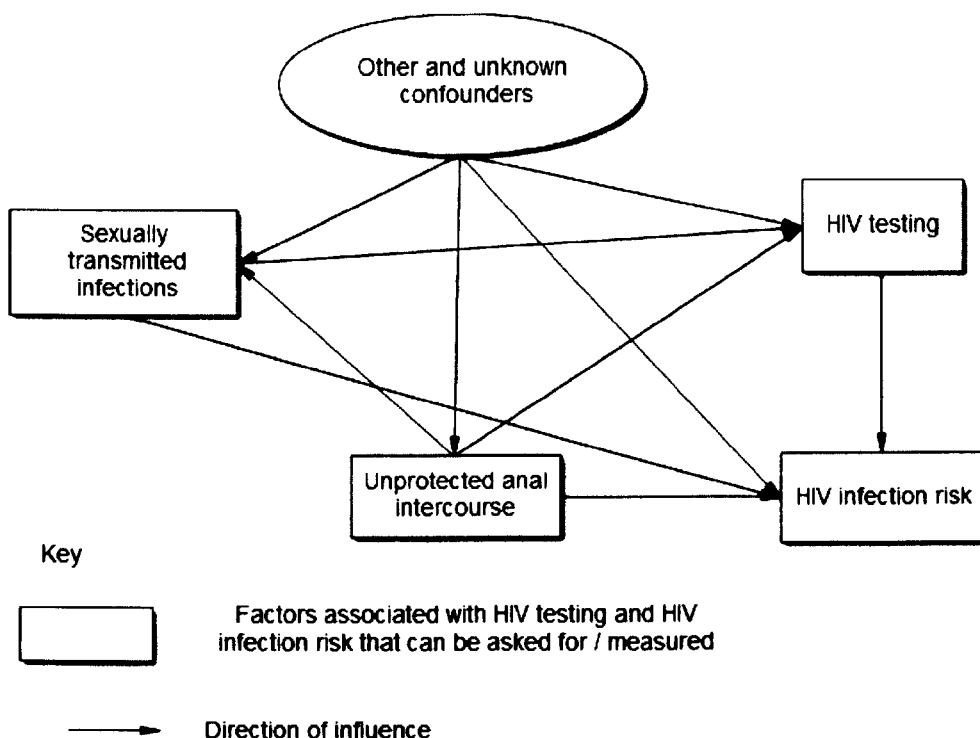 Other and unknown
confounders
Sexually
transmitted
infections
HIV testing
Unprotected anal
intercourse
HIV infection risk
Key
Factors associated with HIV testing and HIV
infection risk that can be asked for / measured
Direction of influence